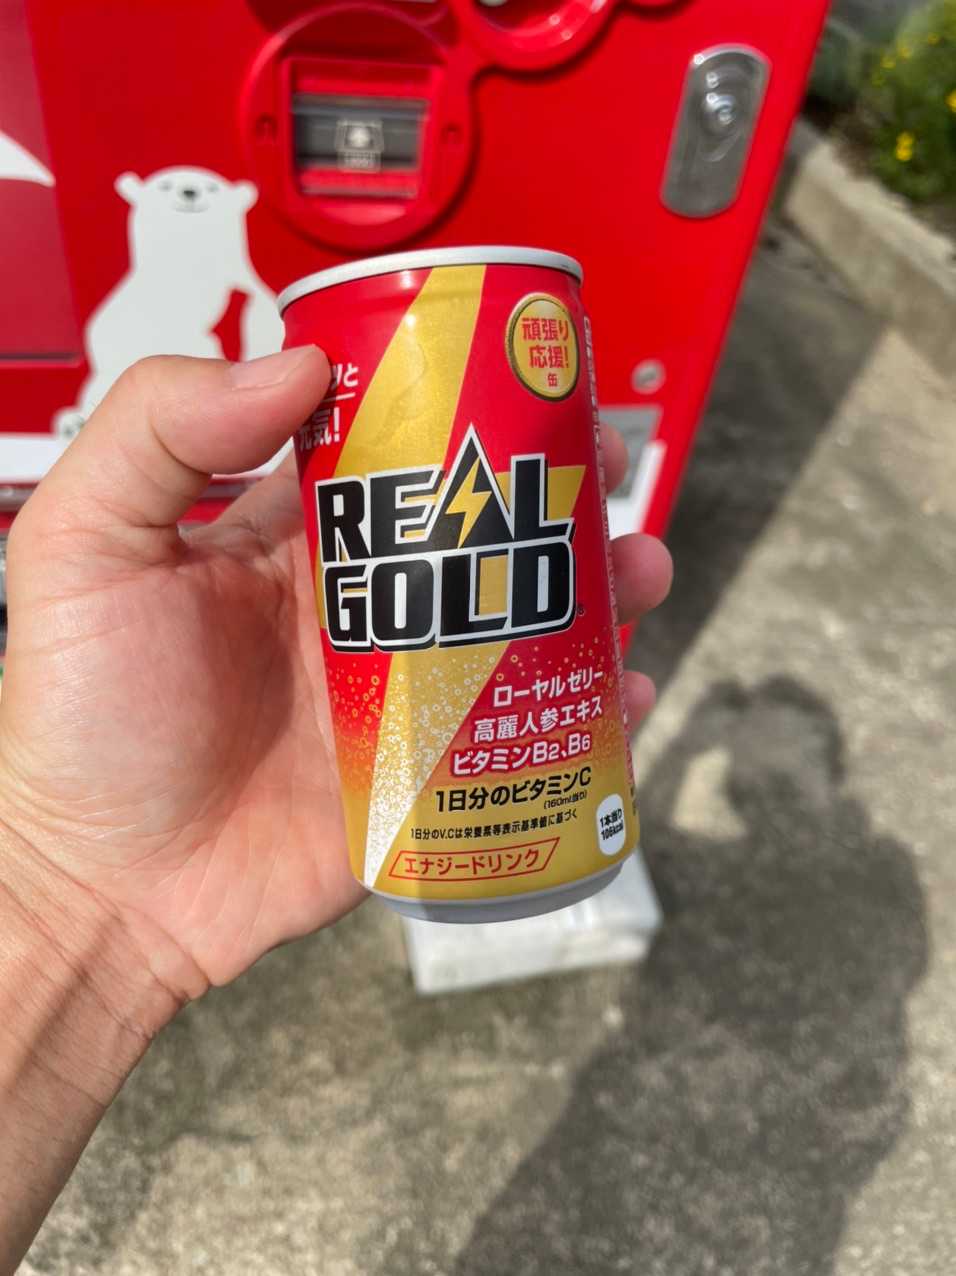 頑張り
応援!
缶
と
元気!
REAL
GOLD
®
ローヤルゼリー
高麗人参エキス
ビタミンB2、B6
1日分のビタミンC
(160ml当り)
1日分のV.Cは栄養素等表示基準値に基づく
エナジードリンク
1本当り
106kcal